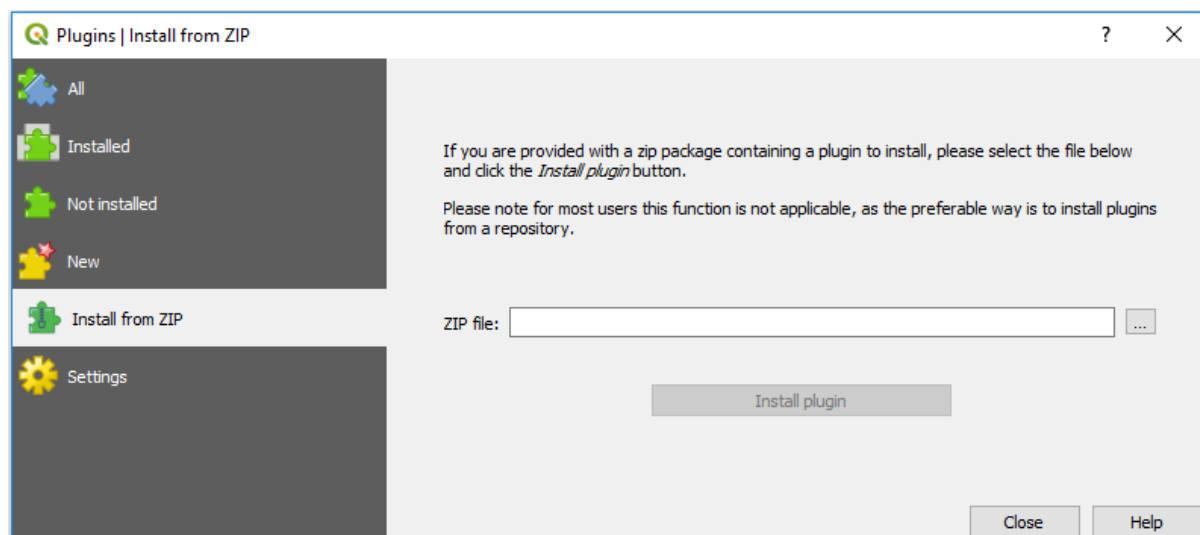 Plugins | Install from ZIP
?
All
Installed
Not installed
New
Install from ZIP
Settings
If you are provided with a zip package containing a plugin to install, please select the file below
and click the Install plugin button.
Please note for most users this function is not applicable, as the preferable way is to install plugins
from a repository.
ZIP file:
...
Install plugin
Close
Help